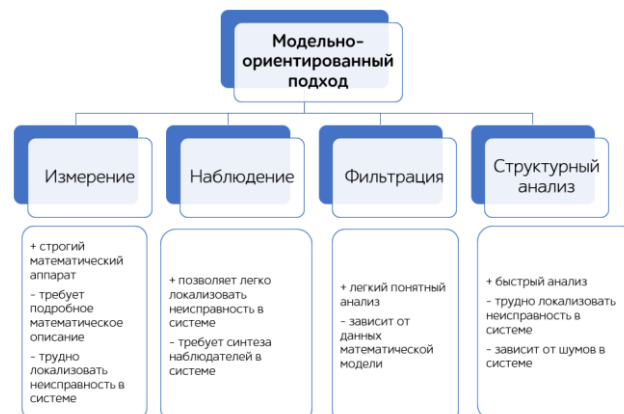 Модельно-
ориентированный
подход
Измерение
Наблюдение
Фильтрация
Структурный
анализ
+ строгий
математический
аппарат
- требует
подробное
математическое
описание
- трудно
локализовать
неисправность в
системе
+ позволяет легко
локализовать
неисправность в
системе
- требует синтеза
наблюдателей в
системе
+ легкий понятный
анализ
- зависит от
данных
математической
модели
+ быстрый анализ
- трудно локализовать
неисправность в
системе
- зависит от шумов в
системе